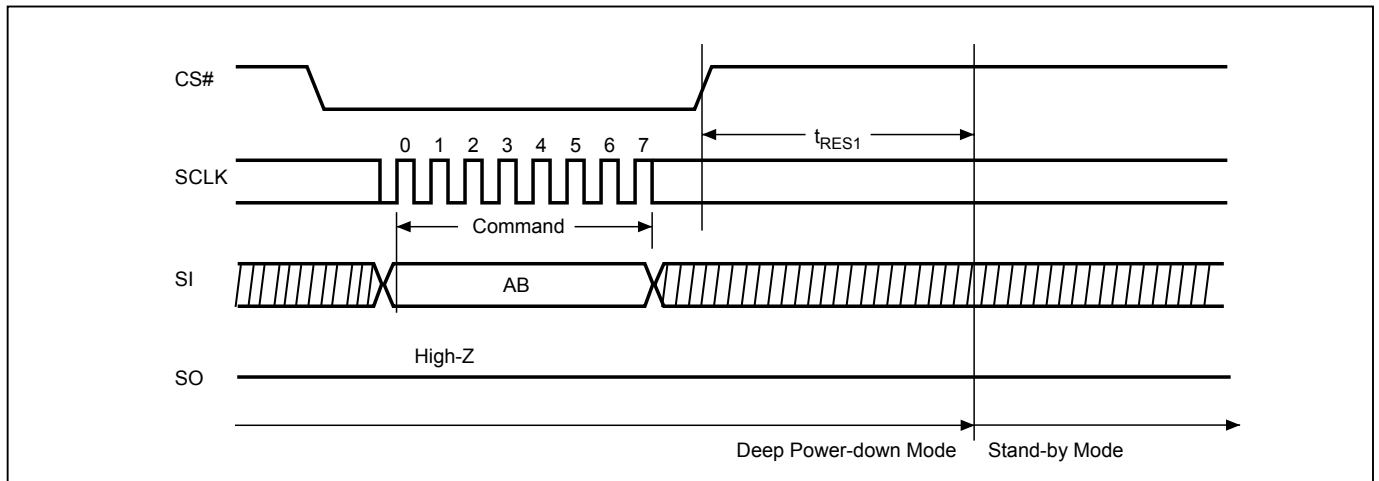 CS#
tRES1
0 1 2 3 4 5 6 7
SCLK
Command
SI
AB
High-Z
SO
Deep Power-down Mode
Stand-by Mode